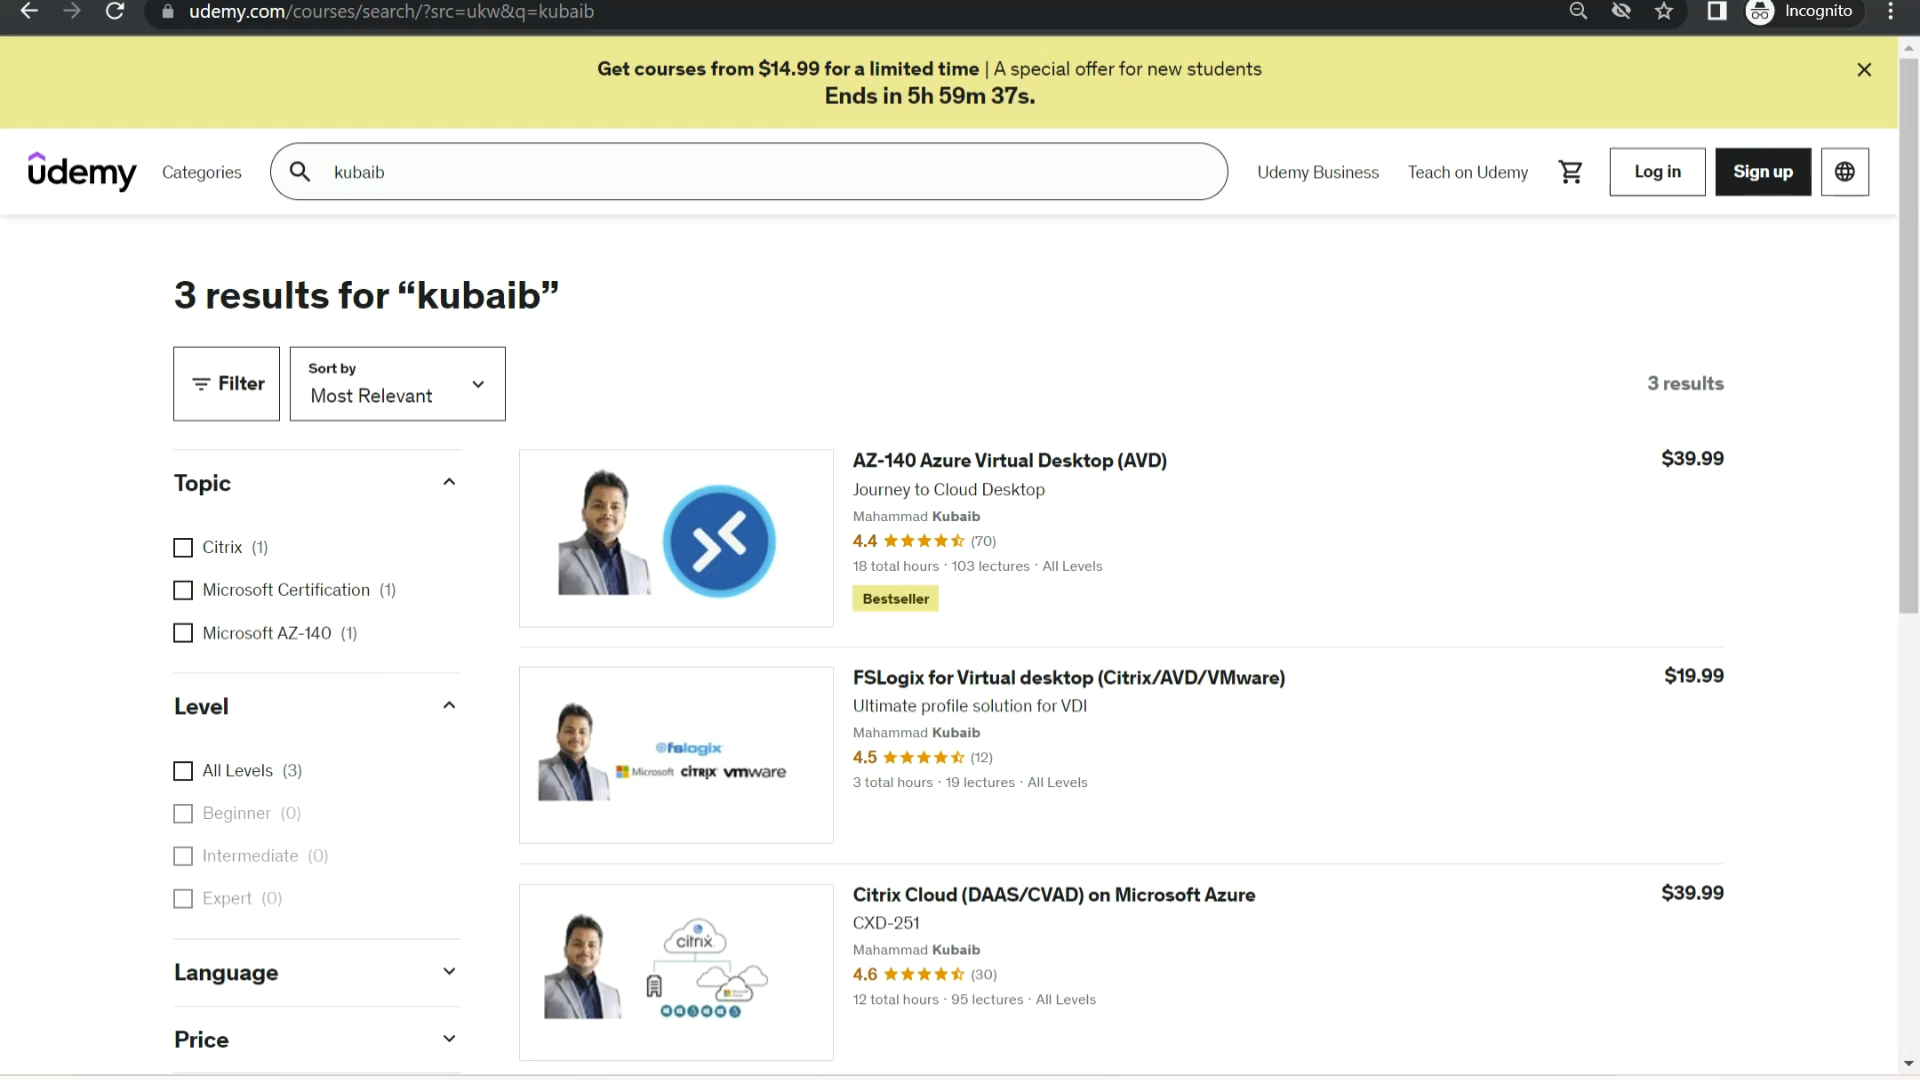 udemy.com/courses/search/?src=ukw&q=kubaib
Incognito
Get courses from $14.99 for a limited time | A special offer for new students
Ends in 5h 59m 37s.
udemy
Categories
kubaib
Udemy Business
Teach on Udemy
Log in
Sign up
3 results for “kubaib”
Filter
Sort by
Most Relevant
3 results
Topic
Citrix (1)
Microsoft Certification (1)
Microsoft AZ-140 (1)
Level
All Levels (3)
Beginner (0)
Intermediate (0)
Expert (0)
Language
Price
AZ-140 Azure Virtual Desktop (AVD)
$39.99
Journey to Cloud Desktop
Mahammad Kubaib
4.4 (70)
18 total hours · 103 lectures · All Levels
Bestseller
fslogix
Microsoft CİTRIX vmware
FSLogix for Virtual desktop (Citrix/AVD/VMware)
$19.99
Ultimate profile solution for VDI
Mahammad Kubaib
4.5 (12)
3 total hours · 19 lectures · All Levels
citrix
Citrix Cloud (DAAS/CVAD) on Microsoft Azure
$39.99
CXD-251
Mahammad Kubaib
4.6 (30)
12 total hours · 95 lectures · All Levels